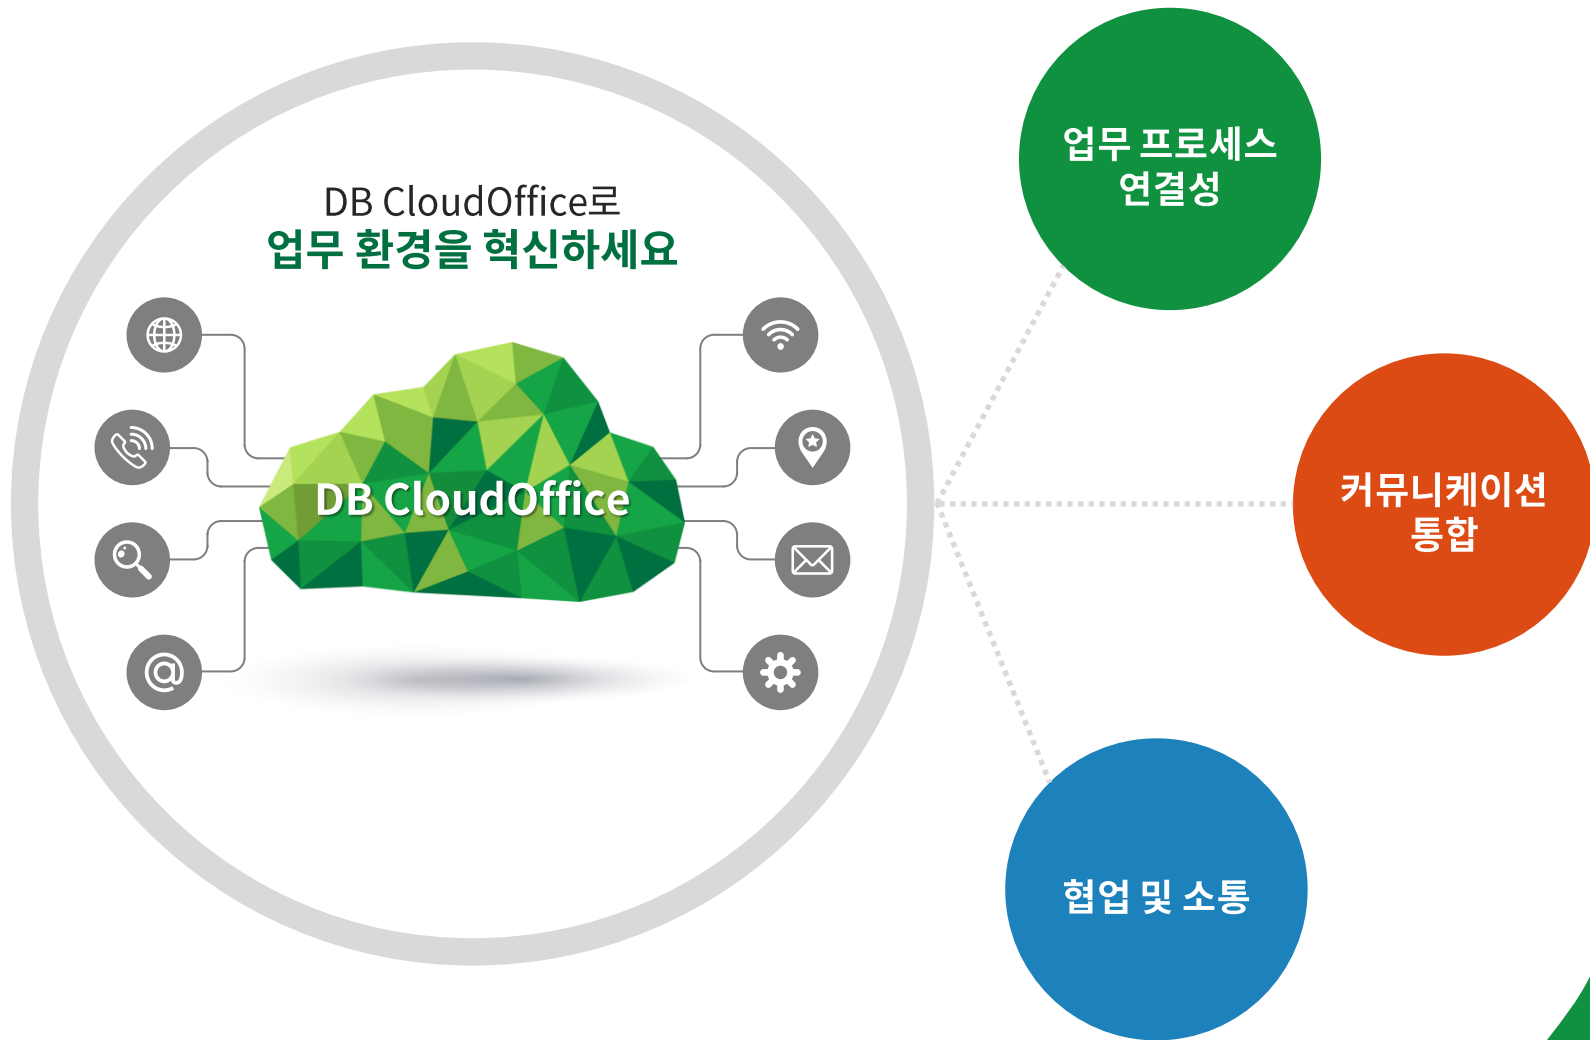 DB CloudOffice로
업무 환경을 혁신하세요
DB CloudOffice
업무 프로세스
연결성
커뮤니케이션
통합
협업 및 소통